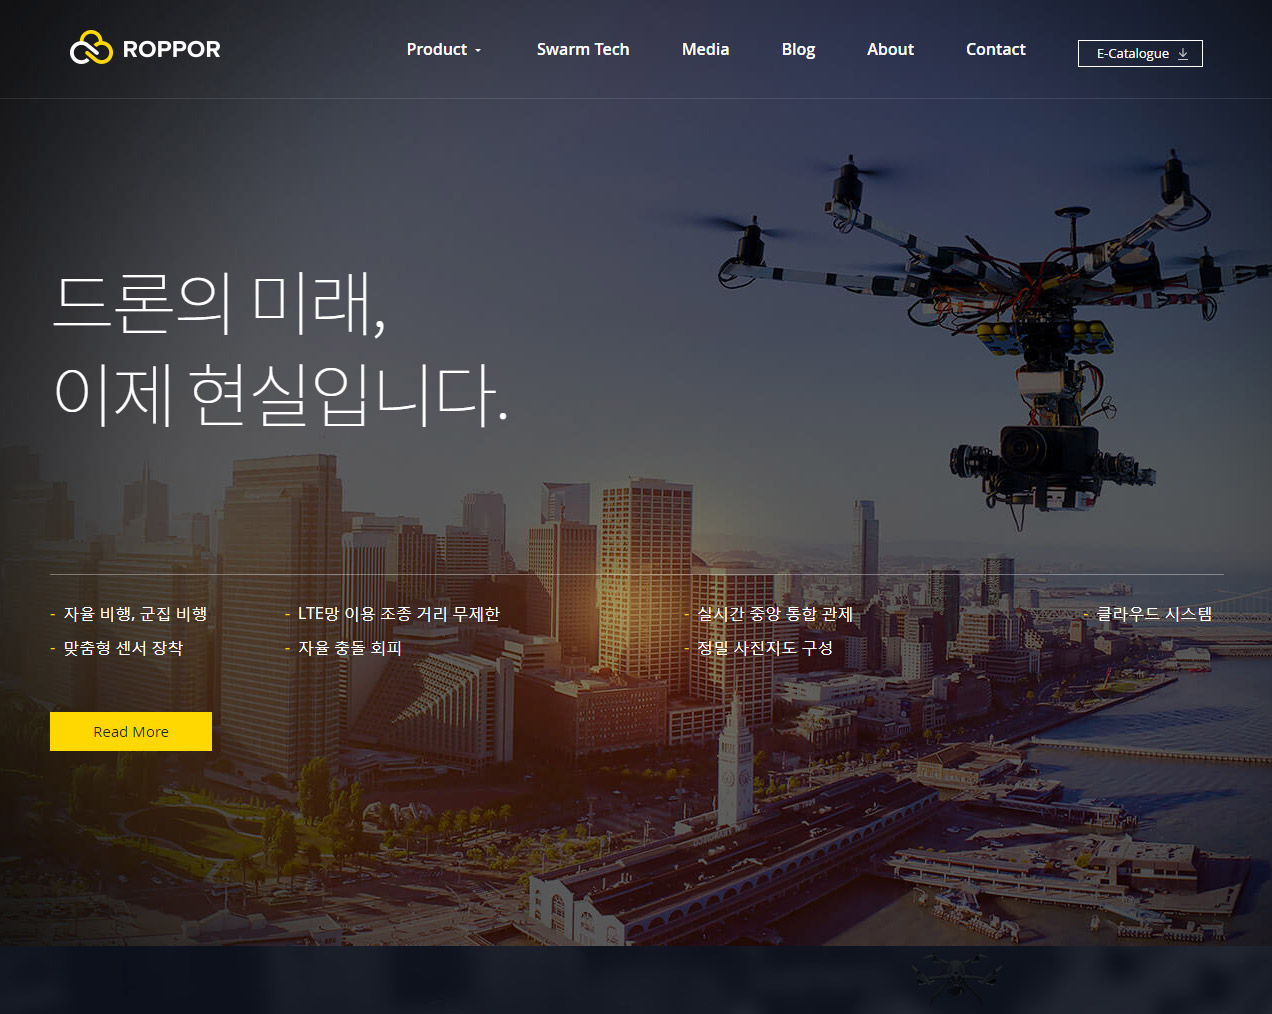 ROPPOR
Product
Swarm Tech
Media
Blog
About
Contact
E-Catalogue
드론의 미래,
이제 현실입니다.
- 자율 비행, 군집 비행
- LTE망 이용 조종 거리 무제한
- 실시간 중앙 통합 관제
- 클라우드 시스템
- 맞춤형 센서 장착
- 자율 충돌 회피
- 정밀 사진지도 구성
Read More